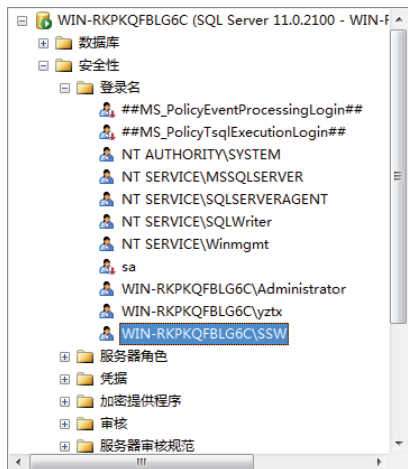 WIN-RKPKQFBLG6C (SQL Server 11.0.2100 - WIN-F
数据库
安全性
登录名
##MS_PolicyEventProcessingLogin##
##MS_PolicyTsqlExecutionLogin##
NT AUTHORITY\SYSTEM
NT SERVICE\MSSQLSERVER
NT SERVICE\SQLSERVERAGENT
NT SERVICE\SQLWriter
NT SERVICE\Winmgmt
sa
WIN-RKPKQFBLG6C\Administrator
WIN-RKPKQFBLG6C\yztx
WIN-RKPKQFBLG6C\SSW
服务器角色
凭据
加密提供程序
审核
服务器审核规范